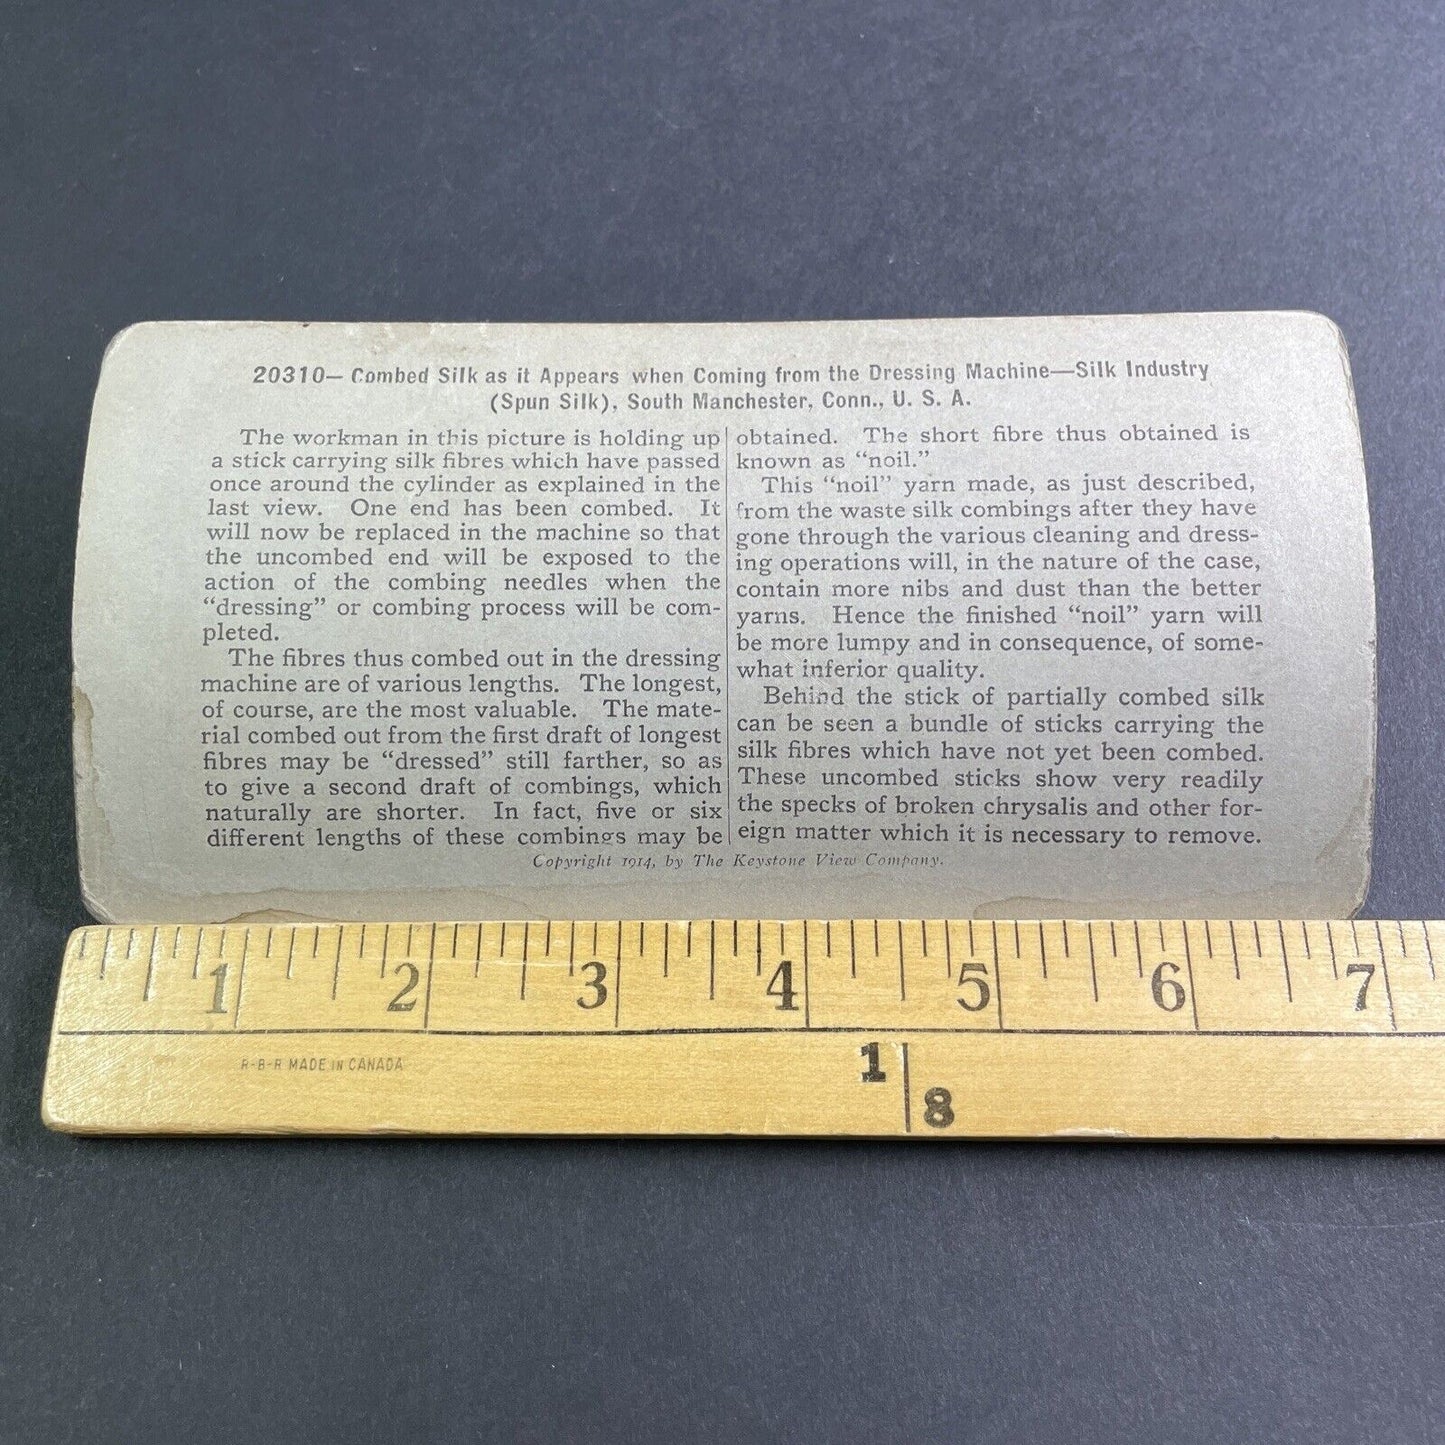 20310—Combed Silk as it Appears when Coming from the Dressing Machine—Silk Industry
(Spun Silk), South Manchester, Conn., U. S. A.
The workman in this picture is holding up
a stick carrying silk fibres which have passed
once around the cylinder as explained in the
last view. One end has been combed. It
will now be replaced in the machine so that
the uncombed end will be exposed to the
action of the combing needles when the
"dressing" or combing process will be com-
pleted.
The fibres thus combed out in the dressing
machine are of various lengths. The longest,
of course, are the most valuable. The mate-
rial combed out from the first draft of longest
fibres may be "dressed" still farther, so as
to give a second draft of combings, which
naturally are shorter. In fact, five or six
different lengths of these combings may be
obtained. The short fibre thus obtained is
known as "noil."
This "noil" yarn made, as just described,
from the waste silk combings after they have
gone through the various cleaning and dress-
ing operations will, in the nature of the case,
contain more nibs and dust than the better
yarns. Hence the finished "noil" yarn will
be more lumpy and in consequence, of some-
what inferior quality.
Behind the stick of partially combed silk
can be seen a bundle of sticks carrying the
silk fibres which have not yet been combed.
These uncombed sticks show very readily
the specks of broken chrysalis and other for-
eign matter which it is necessary to remove.
Copyright 1914, by The Keystone View Company.
1 2 3 4 5 6 7
R-B-R MADE IN CANADA
1
8